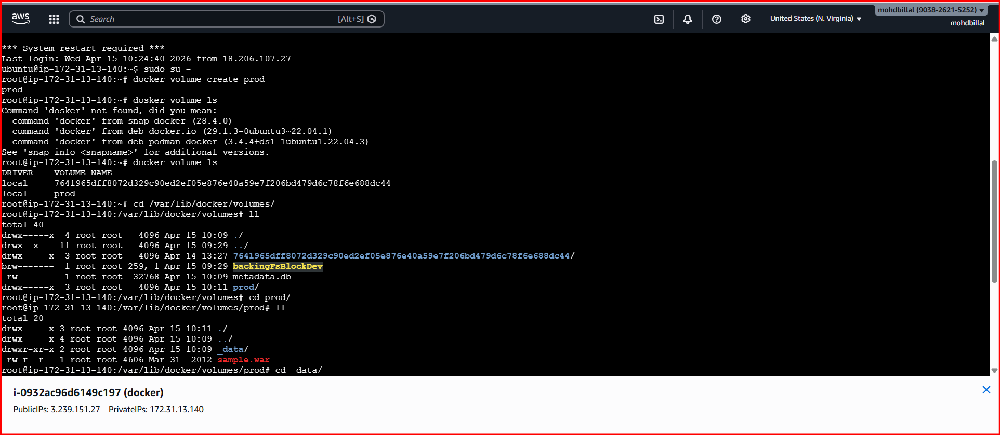 aws
Search
[Alt+S]
United States (N. Virginia)
mohdbillal (9038-2621-5252)
mohdbillal
*** System restart required ***
Last login: Wed Apr 15 10:24:40 2026 from 18.206.107.27
ubuntu@ip-172-31-13-140:~$ sudo su -
root@ip-172-31-13-140:~# docker volume create prod
prod
root@ip-172-31-13-140:~# dosker volume ls
Command 'dosker' not found, did you mean:
  command 'docker' from snap docker (28.4.0)
  command 'docker' from deb docker.io (29.1.3-0ubuntu3~22.04.1)
  command 'docker' from deb podman-docker (3.4.4+ds1-1ubuntu1.22.04.3)
See 'snap info <snapname>' for additional versions.
root@ip-172-31-13-140:~# docker volume ls
DRIVER    VOLUME NAME
local     7641965dff8072d329c90ed2ef05e876e40a59e7f206bd479d6c78f6e688dc44
local     prod
root@ip-172-31-13-140:~# cd /var/lib/docker/volumes/
root@ip-172-31-13-140:/var/lib/docker/volumes# ll
total 40
drwx-----x  4 root root   4096 Apr 15 10:09 ./
drwx--x--- 11 root root   4096 Apr 15 09:29 ../
drwx-----x  3 root root   4096 Apr 14 13:27 7641965dff8072d329c90ed2ef05e876e40a59e7f206bd479d6c78f6e688dc44/
brw-------  1 root root 259, 1 Apr 15 09:29 backingFsBlockDev
-rw-------  1 root root  32768 Apr 15 10:09 metadata.db
drwx-----x  3 root root   4096 Apr 15 10:11 prod/
root@ip-172-31-13-140:/var/lib/docker/volumes# cd prod/
root@ip-172-31-13-140:/var/lib/docker/volumes/prod# ll
total 20
drwx-----x 3 root root 4096 Apr 15 10:11 ./
drwx-----x 4 root root 4096 Apr 15 10:09 ../
drwxr-xr-x 2 root root 4096 Apr 15 10:09 _data/
-rw-r--r-- 1 root root 4606 Mar 31  2012 sample.war
root@ip-172-31-13-140:/var/lib/docker/volumes/prod# cd _data/
i-0932ac96d6149c197 (docker)
PublicIPs: 3.239.151.27    PrivateIPs: 172.31.13.140